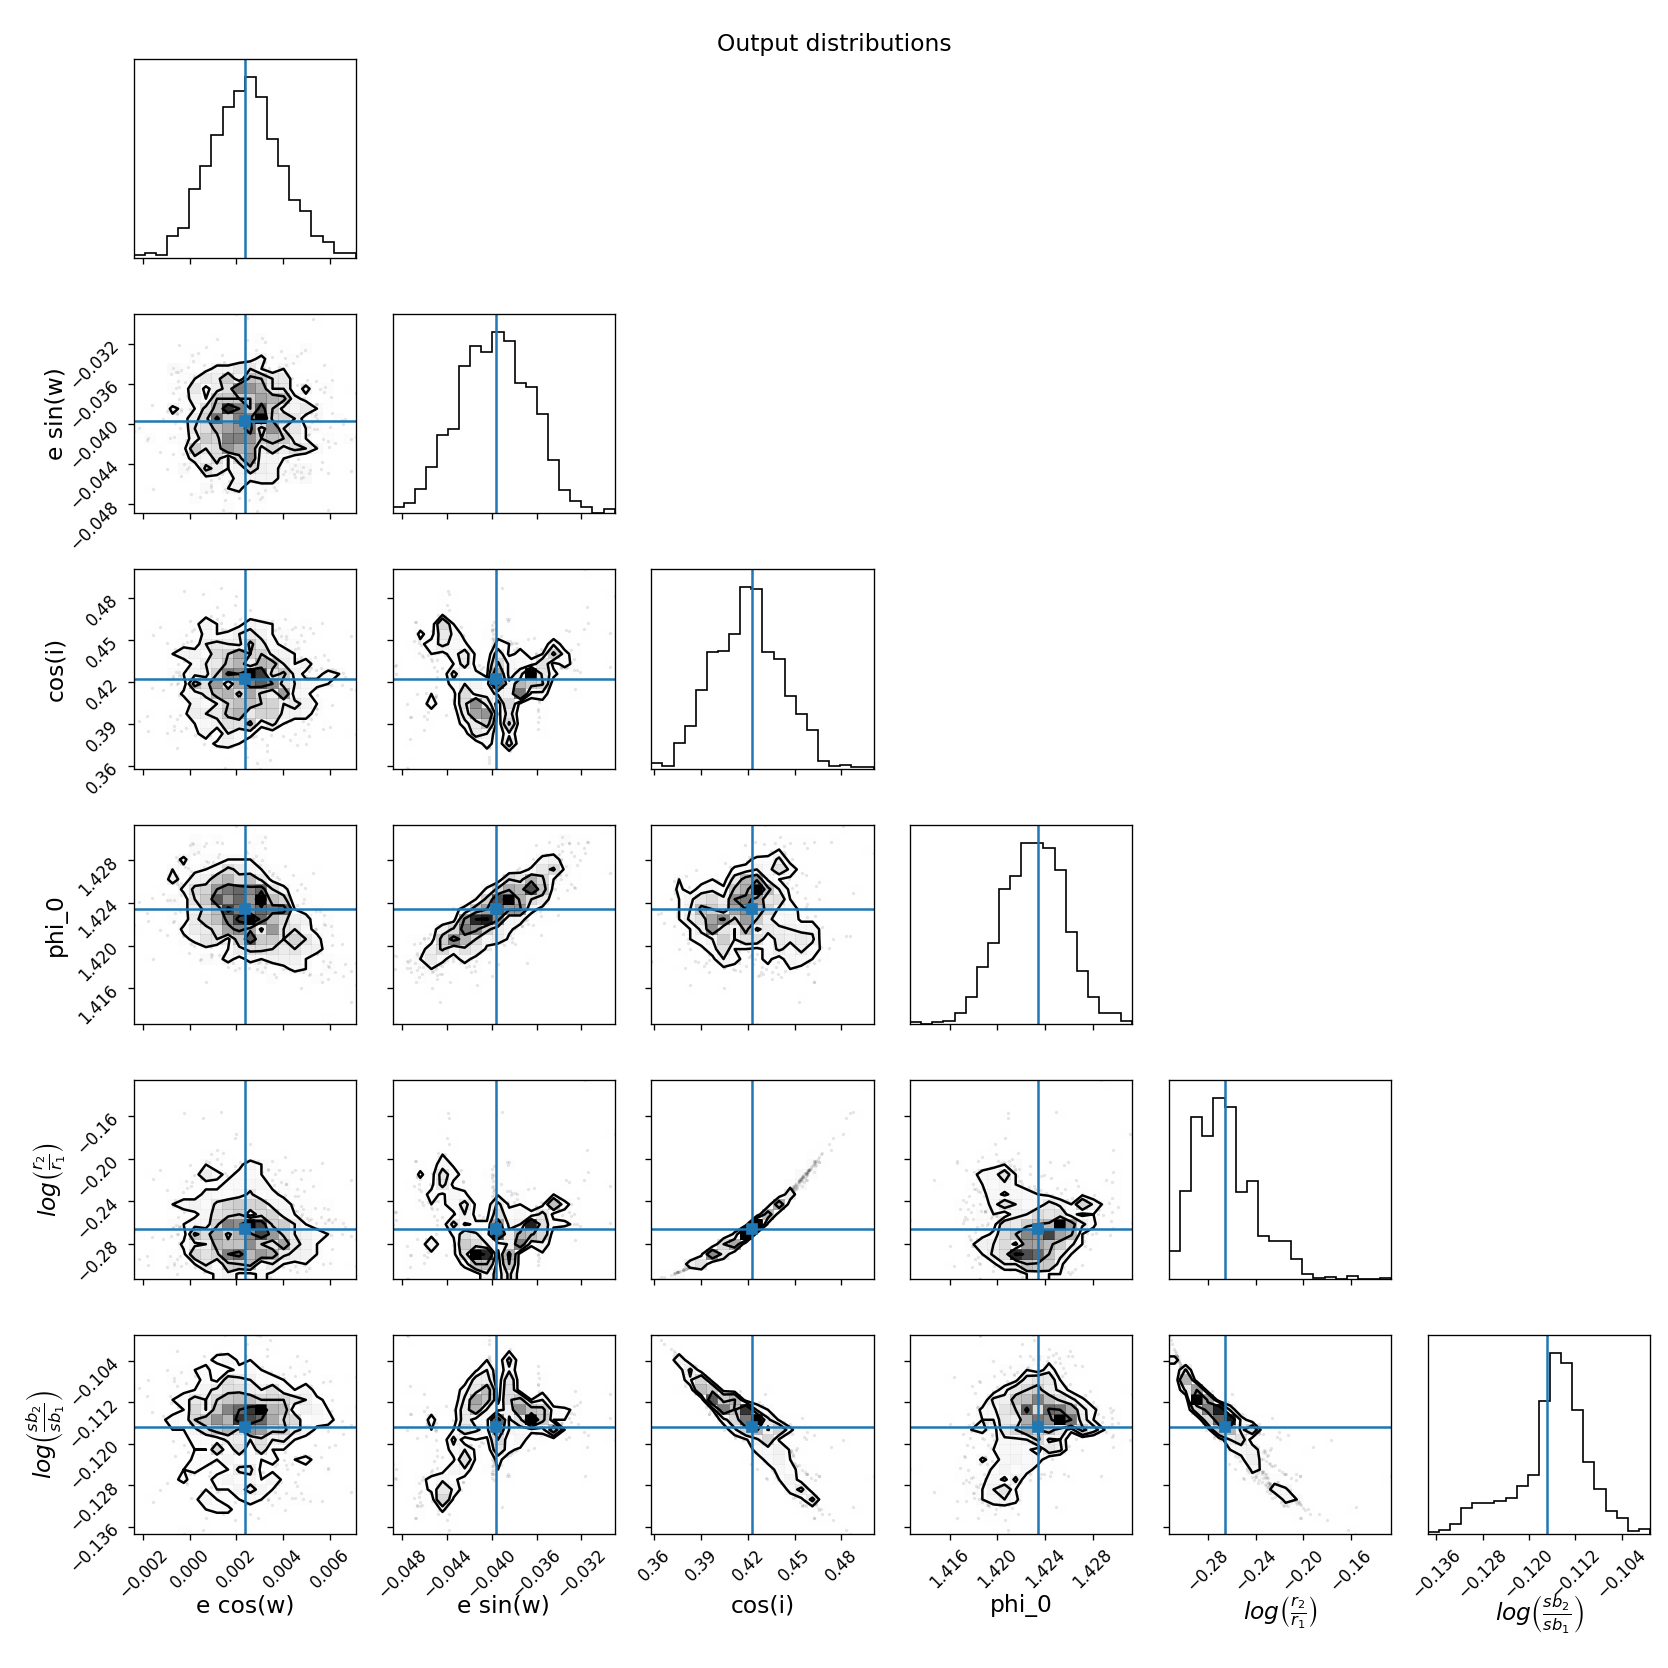 Output distributions
e sin(w)
−0.032
−0.036
−0.040
−0.044
−0.048
cos(i)
0.48
0.45
0.42
0.39
0.36
phi_0
1.428
1.424
1.420
1.416
log(r₂/r₁)
−0.16
−0.20
−0.24
−0.28
log(sb₂/sb₁)
−0.104
−0.112
−0.120
−0.128
−0.136
−0.002 0.000 0.002 0.004 0.006 −0.048 −0.044 −0.040 −0.036 −0.032 0.36 0.39 0.42 0.45 0.48 1.416 1.420 1.424 1.428 −0.28 −0.24 −0.20 −0.16 −0.136 −0.128 −0.120 −0.112 −0.104
e cos(w) e sin(w) cos(i) phi_0 log(r₂/r₁) log(sb₂/sb₁)